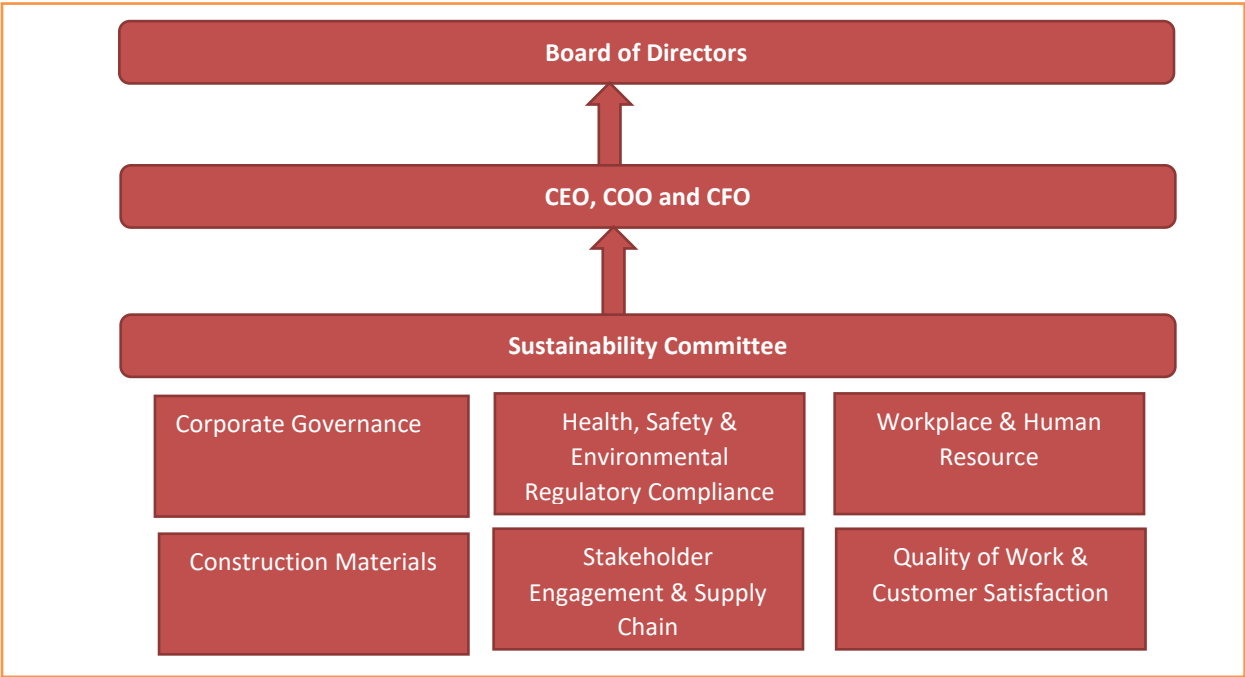 Board of Directors
CEO, COO and CFO
Sustainability Committee
Corporate Governance
Health, Safety &
Environmental
Regulatory Compliance
Workplace & Human
Resource
Construction Materials
Stakeholder
Engagement & Supply
Chain
Quality of Work &
Customer Satisfaction